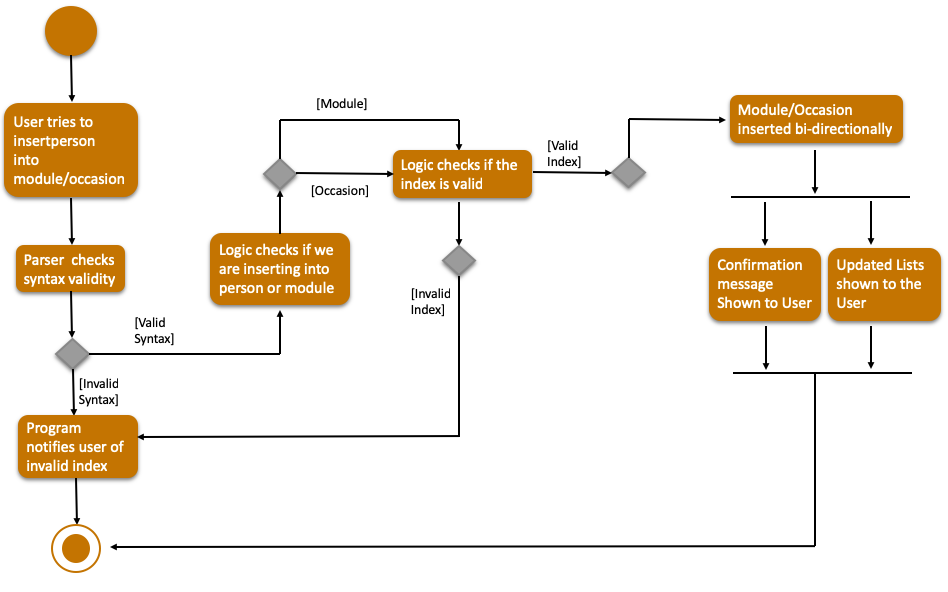 User tries to
insertperson
into
module/occasion
Parser checks
syntax validity
[Valid
Syntax]
[Invalid
Syntax]
Program
notifies user of
invalid index
Logic checks if we
are inserting into
person or module
[Module]
[Occasion]
Logic checks if the
index is valid
[Invalid
Index]
[Valid
Index]
Module/Occasion
inserted bi-directionally
Confirmation
message
Shown to User
Updated Lists
shown to the
User